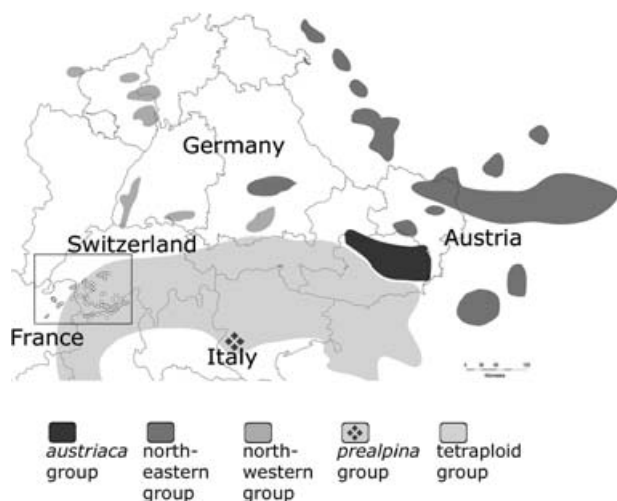 Germany
Switzerland
Austria
France
Italy
austriaca
group
north-
eastern
group
north-
western
group
prealpina
group
tetraploid
group